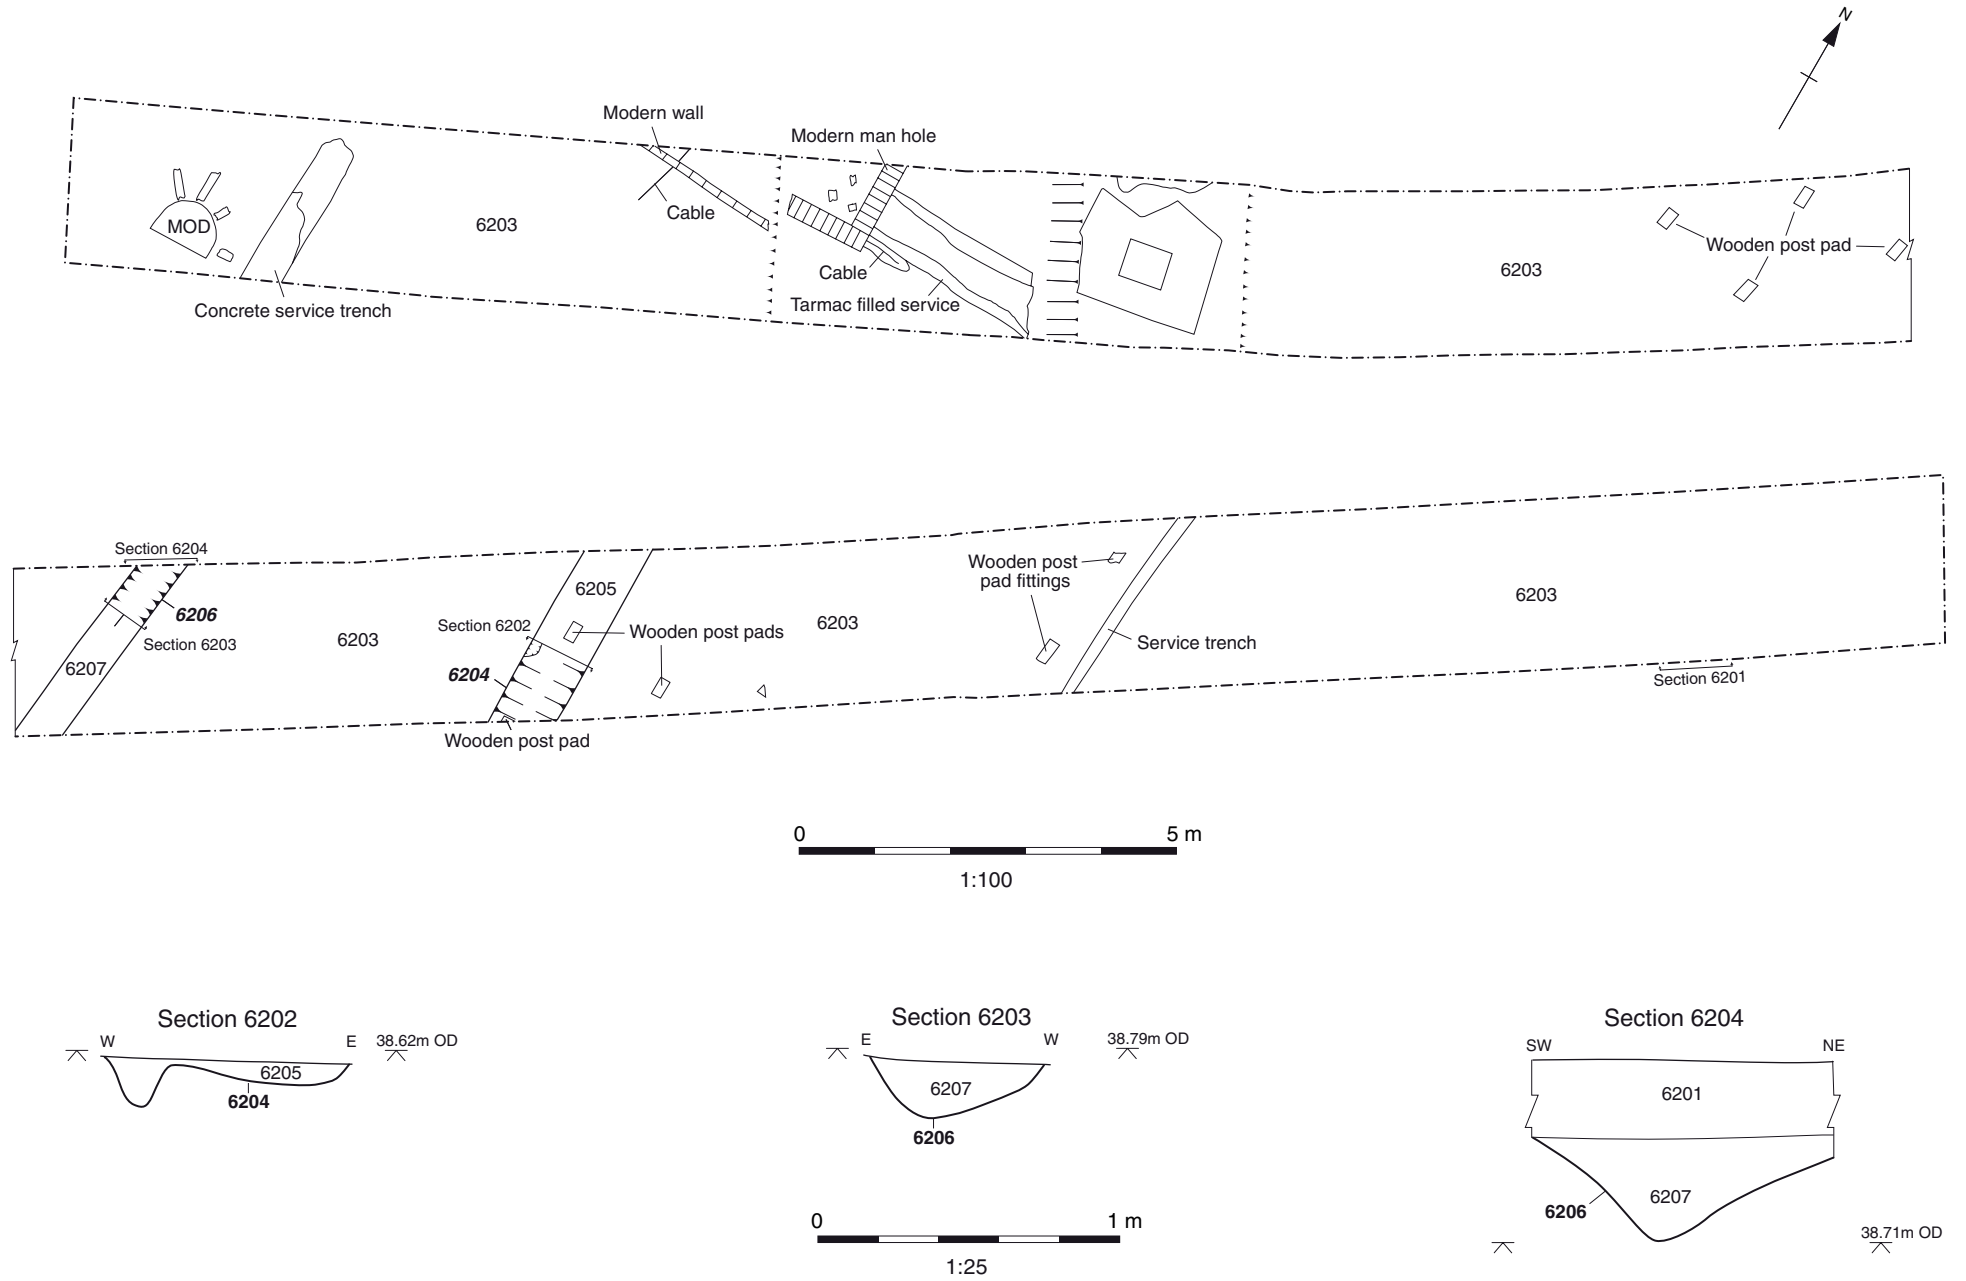 N
Modern wall
Modern man hole
MOD
Cable
6203
Wooden post pad
Cable
6203
Tarmac filled service
Concrete service trench
Section 6204
Wooden post
pad fittings
6205
6203
6206
Section 6202
6203
Wooden post pads
6203
Section 6203
Service trench
6207
6204
Section 6201
Wooden post pad
0 5 m
1:100
Section 6202
W E 38.62m OD
6205
6204
Section 6203
E W 38.79m OD
6207
6206
Section 6204
SW NE
6201
6207
6206
38.71m OD
0 1 m
1:25